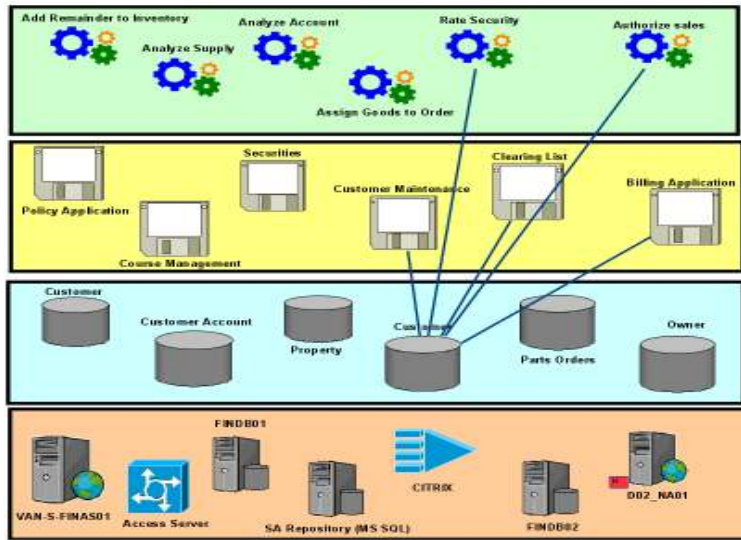 Add Remainder to Inventory
Analyze Account
Rate Security
Authorize sales
Analyze Supply
Assign Goods to Order
Securities
Clearing List
Customer Maintenance
Billing Application
Policy Application
Course Management
Customer
Customer Account
Property
Customer
Parts Orders
Owner
FINDB01
VAN-S-FINAS01
Access Server
SA Repository (MS SQL)
CITRIX
FINDB02
D02_NA01